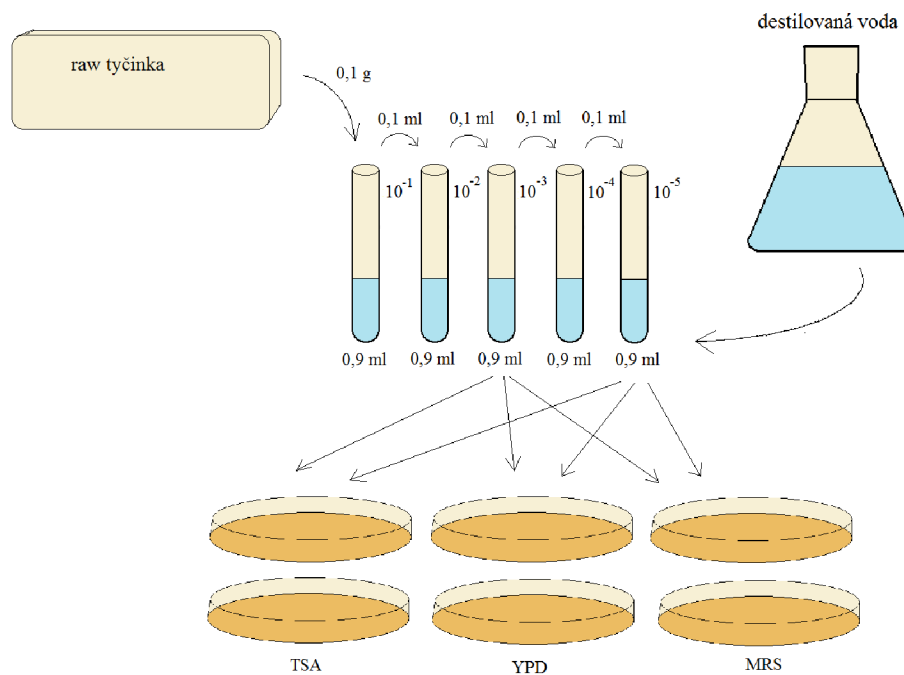 destilovaná voda
raw tyčinka
0,1 g
0,1 ml 0,1 ml 0,1 ml 0,1 ml
10⁻¹ 10⁻² 10⁻³ 10⁻⁴ 10⁻⁵
0,9 ml 0,9 ml 0,9 ml 0,9 ml 0,9 ml
TSA YPD MRS